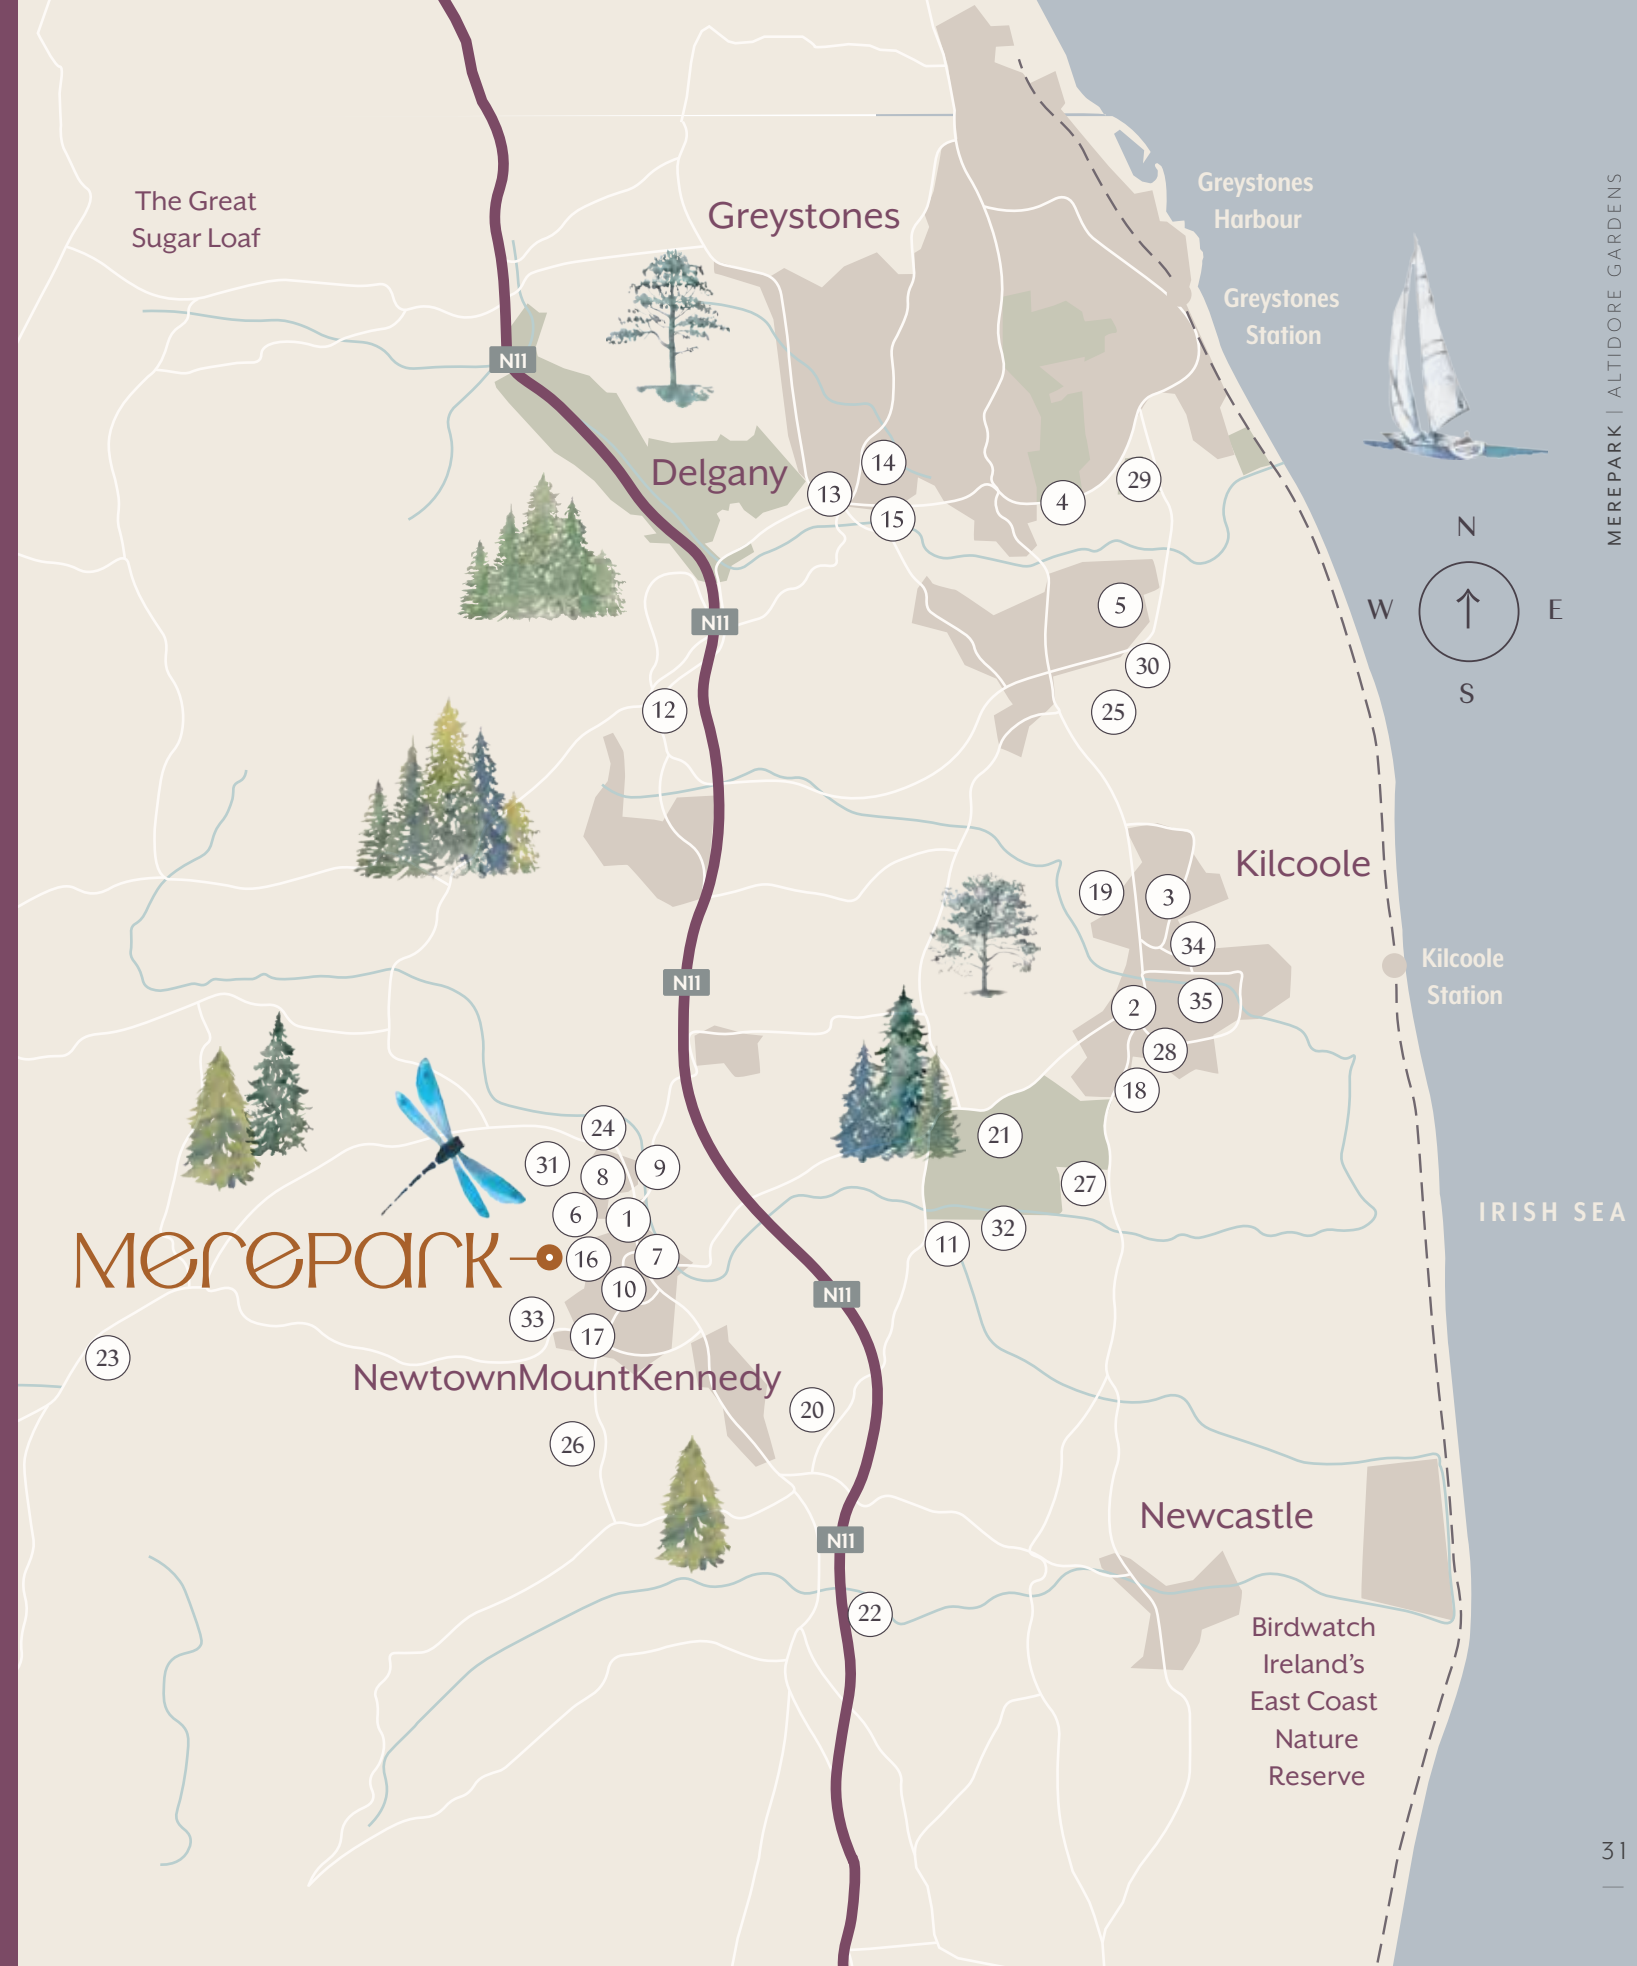 The Great
Sugar Loaf
Greystones
Greystones
Harbour
Greystones
Station
MEREPARK | ALTIDORE GARDENS
N11
Delgany
14
13
15
4
29
N
W
E
S
5
N11
30
12
25
Kilcoole
19
3
34
Kilcoole
Station
N11
2
35
28
18
24
21
31
8
9
27
6
1
IRISH SEA
32
11
MerePark
16
7
10
N11
33
17
23
NewtownMountKennedy
20
26
Newcastle
N11
22
Birdwatch
Ireland's
East Coast
Nature
Reserve
31